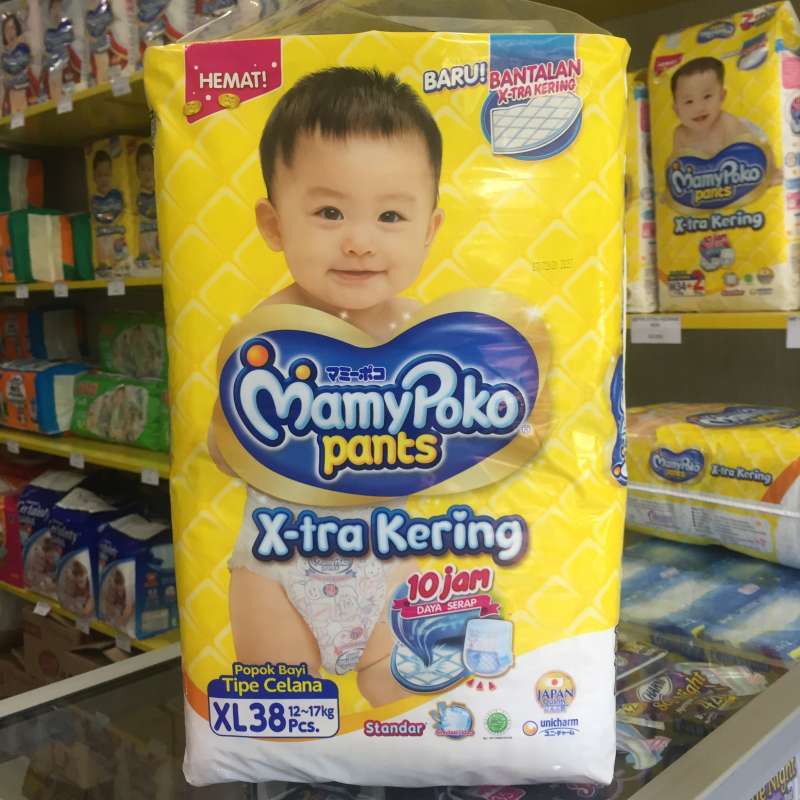 HEMAT!
BARU! BANTALAN
X-TRA KERING
マミーポコ
MamyPoko
pants
X-tra Kering
10 jam
DAYA SERAP
Popok Bayi
Tipe Celana
XL38 12~17kg
Pcs.
Standar
JAPAN
Quality
unicharm
ユニ・チャーム
MamyPoko
pants
X-tra Kering
MamyPoko
pants
X-tra Kering